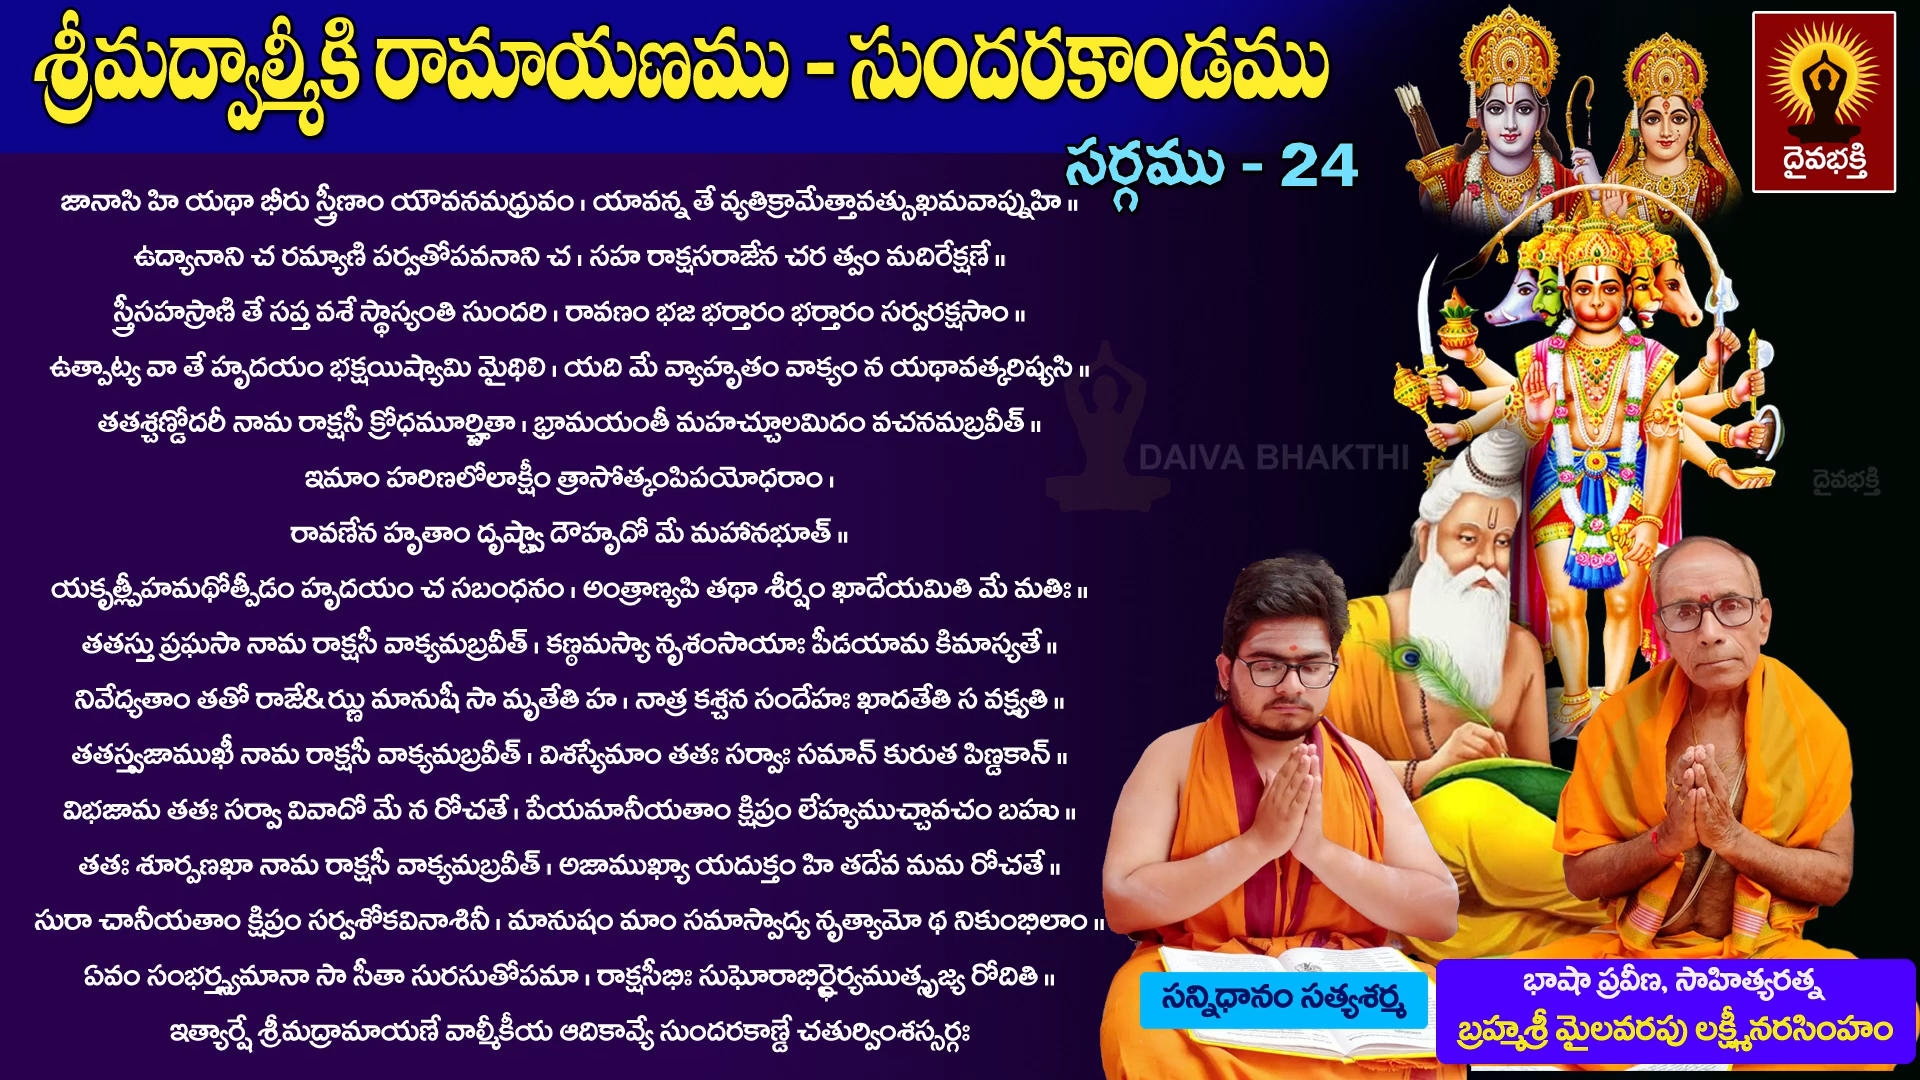 శ్రీమద్వాల్మీకి రామాయణము - సుందరకాండము
సర్గము - 24
దైవభక్తి
జానాసి హి యథా భీరు స్త్రీణాం యౌవనమధ్రువం । యావన్న తే వ్యతిక్రామేత్తావత్సుఖమవాప్నుహి ॥
ఉద్యానాని చ రమ్యాణి పర్వతోపవనాని చ । సహ రాక్షసరాజేన చర త్వం మదిరేక్షణే ॥
స్త్రీసహస్రాణి తే సప్త వశే స్థాస్యంతి సుందరి । రావణం భజ భర్తారం భర్తారం సర్వరక్షసాం ॥
ఉత్పాట్య వా తే హృదయం భక్షయిష్యామి మైథిలి । యది మే వ్యాహృతం వాక్యం న యథావత్కరిష్యసి ॥
తతశ్చణ్డోదరీ నామ రాక్షసీ క్రోధమూర్ఛితా । భ్రామయంతీ మహచ్ఛూలమిదం వచనమబ్రవీత్ ॥
ఇమాం హరిణలోలాక్షీం త్రాసోత్కంపిపయోధరాం ।
రావణేన హృతాం దృష్ట్వా దౌహృదో మే మహానభూత్ ॥
యకృత్ప్లీహమథోత్పీడం హృదయం చ సబంధనం । అంత్రాణ్యపి తథా శీర్షం ఖాదేయమితి మే మతిః ॥
తతస్తు ప్రఘసా నామ రాక్షసీ వాక్యమబ్రవీత్ । కణ్ఠమస్యా నృశంసాయాః పీడయామ కిమాస్యతే ॥
నివేద్యతాం తతో రాజే&ఝ్ణు మానుషీ సా మృతేతి హ । నాత్ర కశ్చన సందేహః ఖాదతేతి స వక్ష్యతి ॥
తతస్త్వజాముఖీ నామ రాక్షసీ వాక్యమబ్రవీత్ । విశస్యేమాం తతః సర్వాః సమాన్ కురుత పిణ్డకాన్ ॥
విభజామ తతః సర్వా వివాదో మే న రోచతే । పేయమానీయతాం క్షిప్రం లేహ్యముచ్చావచం బహు ॥
తతః శూర్పణఖా నామ రాక్షసీ వాక్యమబ్రవీత్ । అజాముఖ్యా యదుక్తం హి తదేవ మమ రోచతే ॥
సురా చానీయతాం క్షిప్రం సర్వశోకవినాశినీ । మానుషం మాం సమాస్వాద్య నృత్యామో థ నికుంభిలాం ॥
ఏవం సంభర్త్స్యమానా సా సీతా సురసుతోపమా । రాక్షసీభిః సుఘోరాభిర్ధైర్యముత్సృజ్య రోదితి ॥
ఇత్యార్షే శ్రీమద్రామాయణే వాల్మీకీయ ఆదికావ్యే సుందరకాణ్డే చతుర్వింశస్సర్గః
DAIVA BHAKTHI
దైవభక్తి
సన్నిధానం సత్యశర్మ
భాషా ప్రవీణ, సాహిత్యరత్న
బ్రహ్మశ్రీ మైలవరపు లక్ష్మీనరసింహం